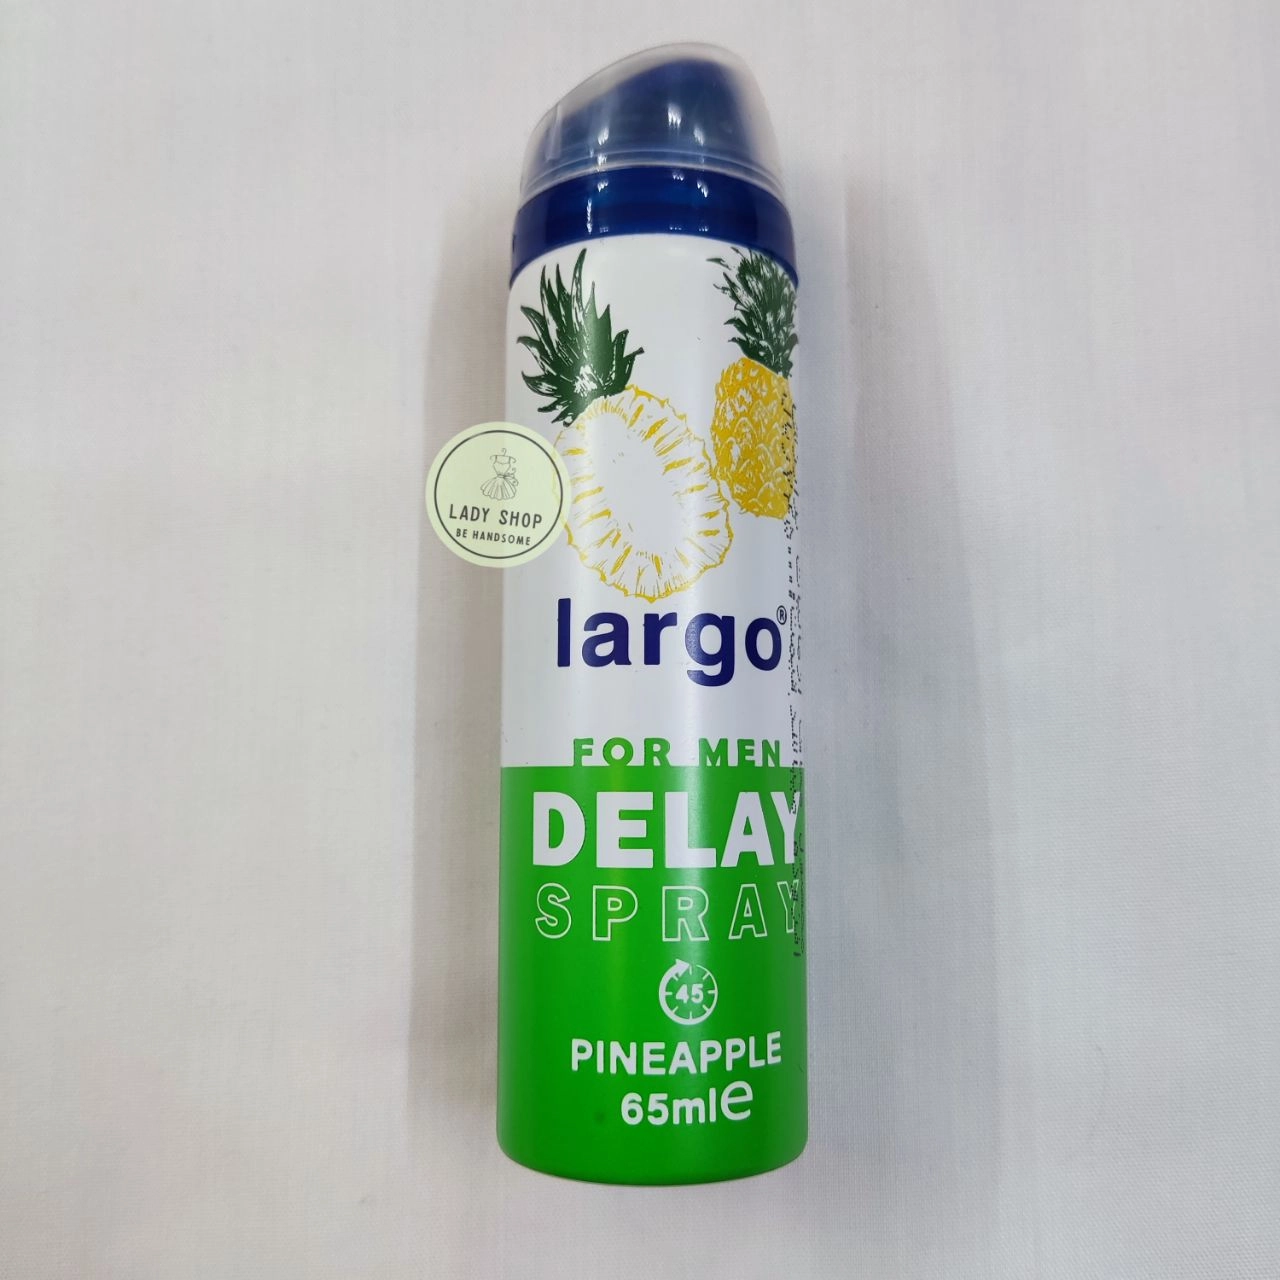 LADY SHOP
BE HANDSOME
largo®
FOR MEN
DELAY
SPRAY
45
PINEAPPLE
65ml℮